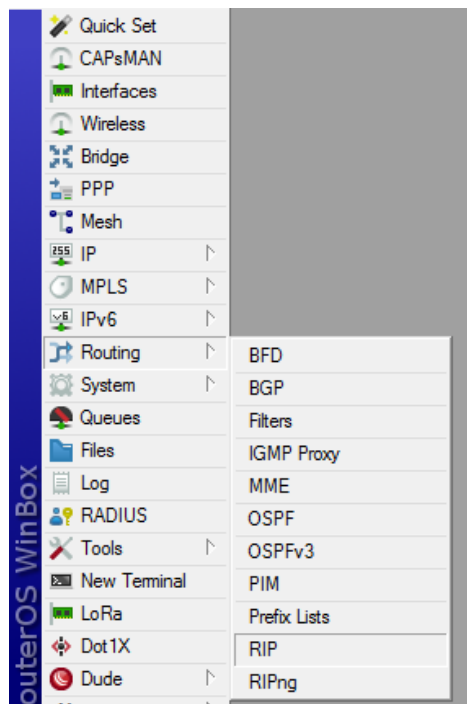 Quick Set
CAPsMAN
Interfaces
Wireless
Bridge
PPP
Mesh
255 IP
MPLS
v6 IPv6
Routing
System
Queues
Files
Log
RADIUS
Tools
New Terminal
LoRa
Dot1X
Dude
BFD
BGP
Filters
IGMP Proxy
MME
OSPF
OSPFv3
PIM
Prefix Lists
RIP
RIPng
outerOS WinBox